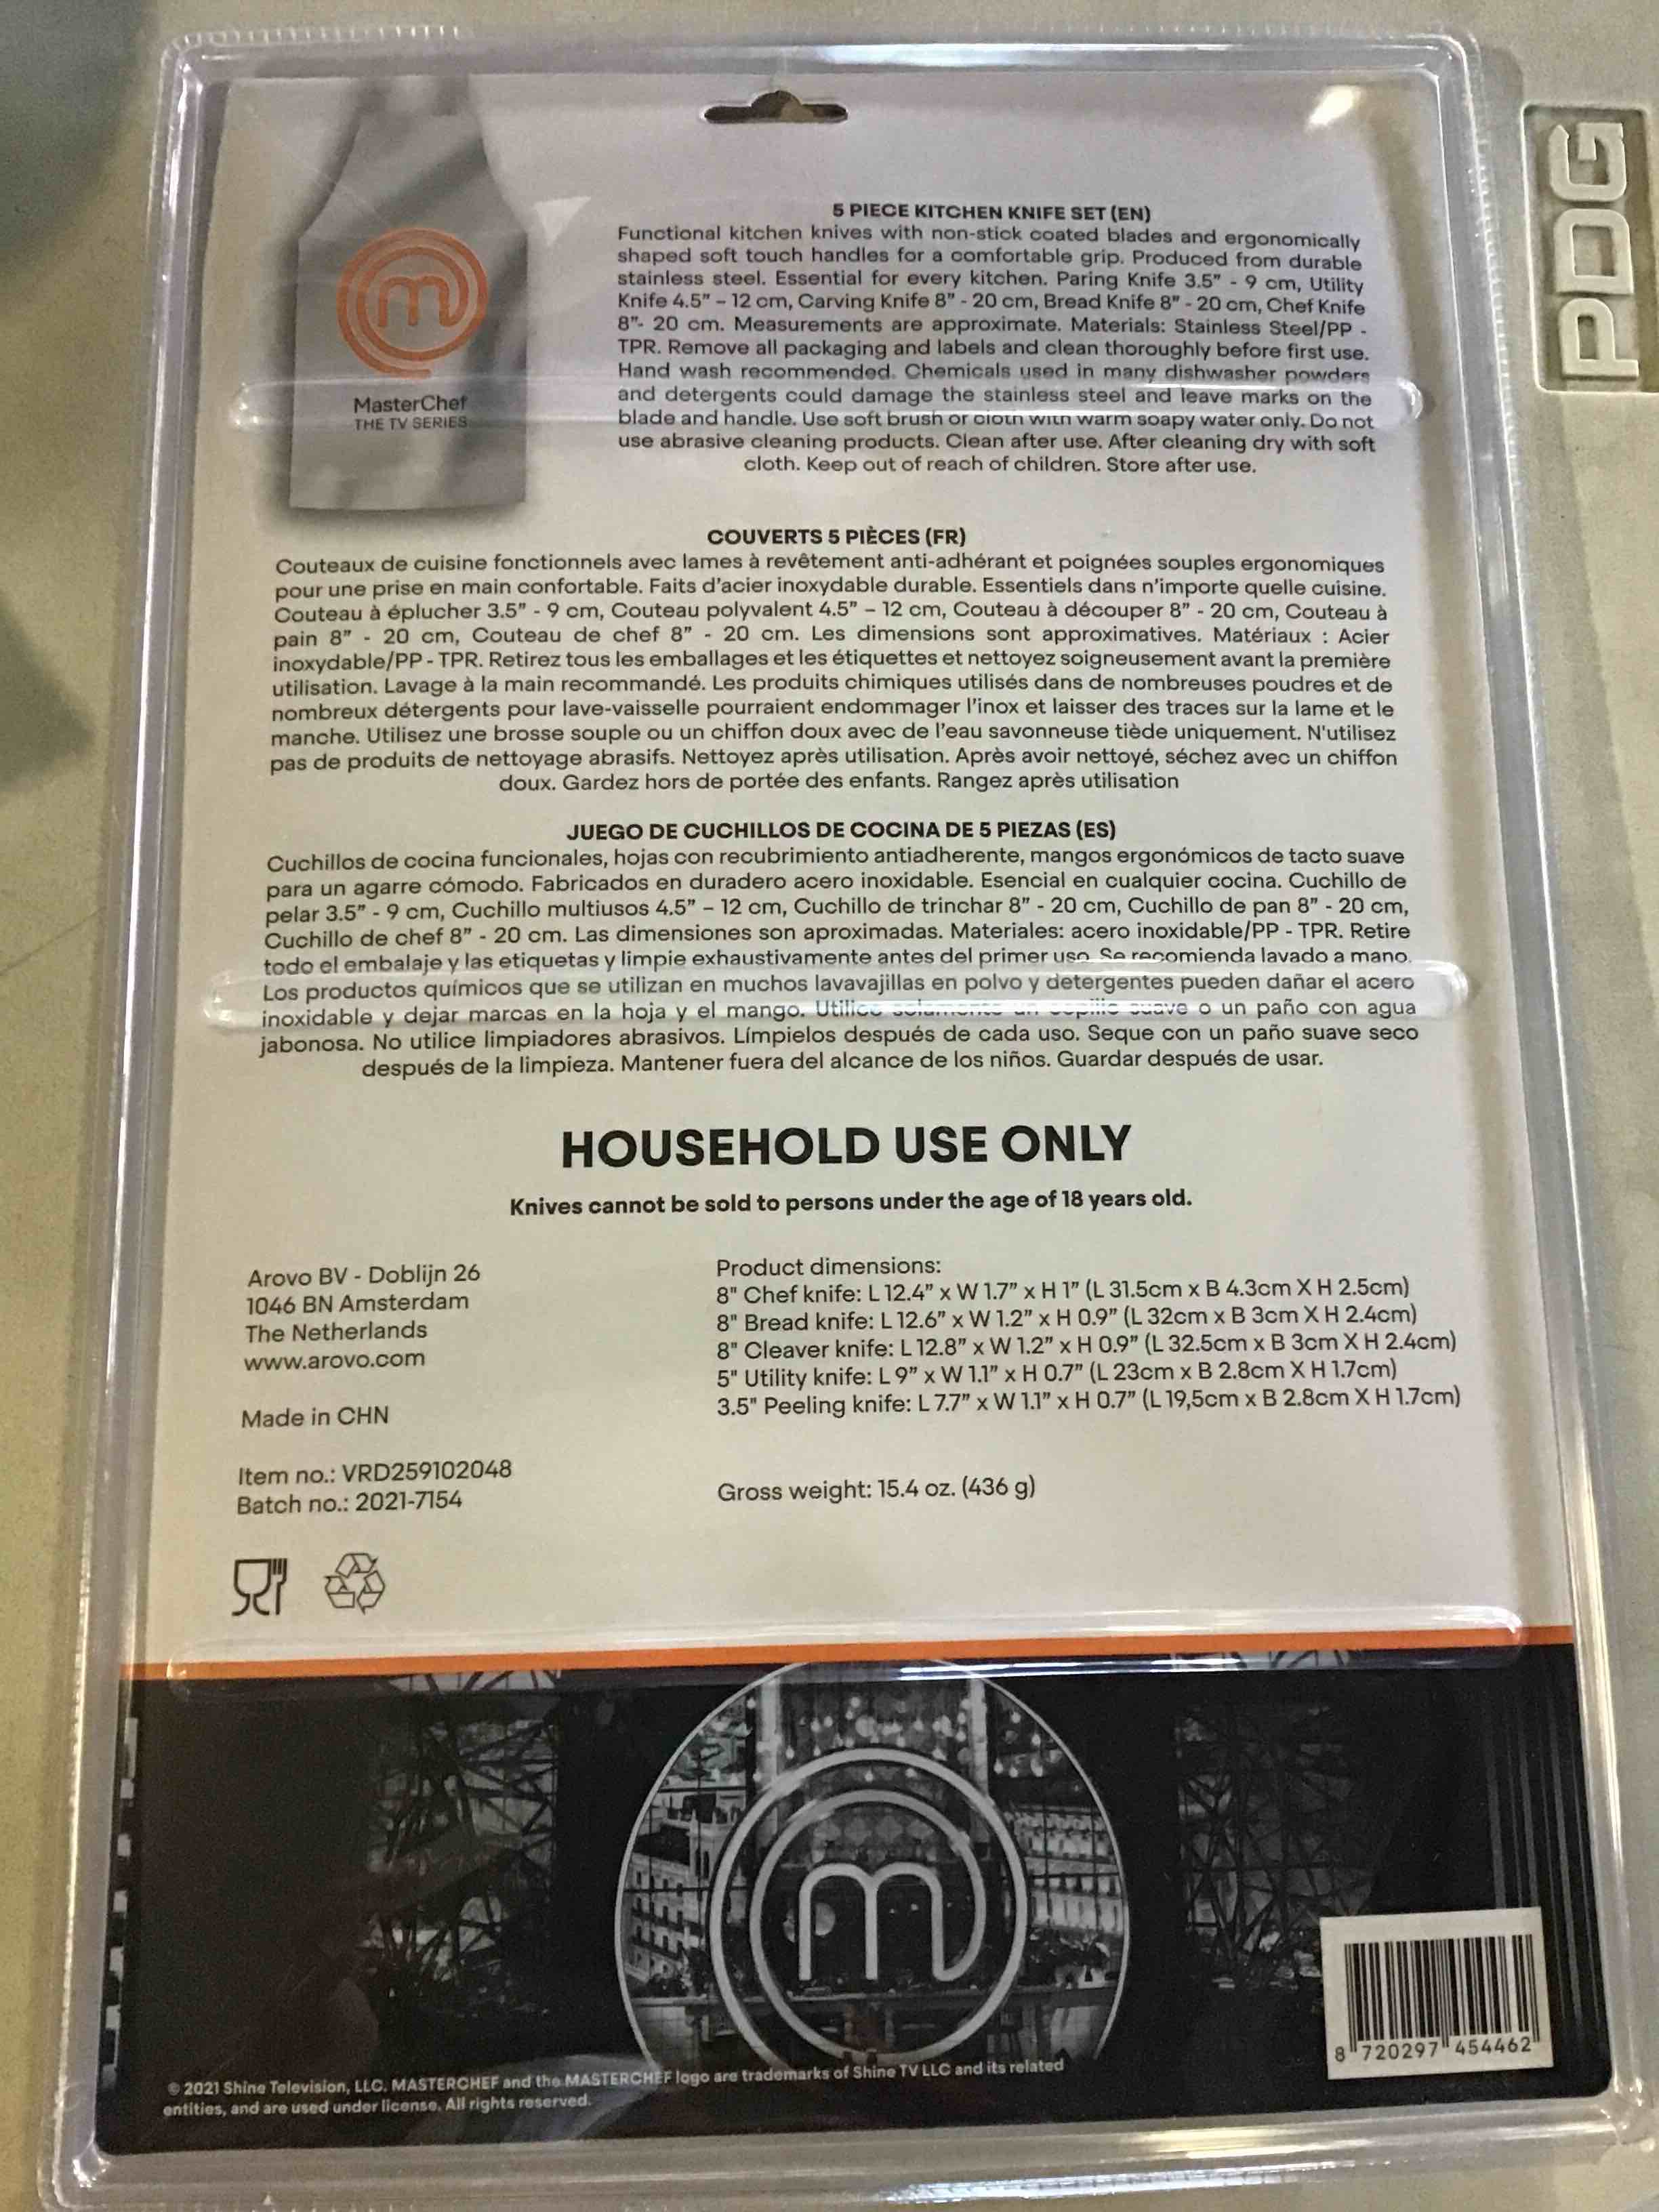 PDG
MasterChef
THE TV SERIES
5 PIECE KITCHEN KNIFE SET (EN)
Functional kitchen knives with non-stick coated blades and ergonomically
shaped soft touch handles for a comfortable grip. Produced from durable
stainless steel. Essential for every kitchen. Paring Knife 3.5” - 9 cm, Utility
Knife 4.5” – 12 cm, Carving Knife 8” - 20 cm, Bread Knife 8” - 20 cm, Chef Knife
8”- 20 cm. Measurements are approximate. Materials: Stainless Steel/PP -
TPR. Remove all packaging and labels and clean thoroughly before first use.
Hand wash recommended. Chemicals used in many dishwasher powders
and detergents could damage the stainless steel and leave marks on the
blade and handle. Use soft brush or cloth with warm soapy water only. Do not
use abrasive cleaning products. Clean after use. After cleaning dry with soft
cloth. Keep out of reach of children. Store after use.
COUVERTS 5 PIÈCES (FR)
Couteaux de cuisine fonctionnels avec lames à revêtement anti-adhérant et poignées souples ergonomiques
pour une prise en main confortable. Faits d’acier inoxydable durable. Essentiels dans n’importe quelle cuisine.
Couteau à éplucher 3.5” - 9 cm, Couteau polyvalent 4.5” – 12 cm, Couteau à découper 8” - 20 cm, Couteau à
pain 8” - 20 cm, Couteau de chef 8” - 20 cm. Les dimensions sont approximatives. Matériaux : Acier
inoxydable/PP - TPR. Retirez tous les emballages et les étiquettes et nettoyez soigneusement avant la première
utilisation. Lavage à la main recommandé. Les produits chimiques utilisés dans de nombreuses poudres et de
nombreux détergents pour lave-vaisselle pourraient endommager l’inox et laisser des traces sur la lame et le
manche. Utilisez une brosse souple ou un chiffon doux avec de l’eau savonneuse tiède uniquement. N'utilisez
pas de produits de nettoyage abrasifs. Nettoyez après utilisation. Après avoir nettoyé, séchez avec un chiffon
doux. Gardez hors de portée des enfants. Rangez après utilisation
JUEGO DE CUCHILLOS DE COCINA DE 5 PIEZAS (ES)
Cuchillos de cocina funcionales, hojas con recubrimiento antiadherente, mangos ergonómicos de tacto suave
para un agarre cómodo. Fabricados en duradero acero inoxidable. Esencial en cualquier cocina. Cuchillo de
pelar 3.5” - 9 cm, Cuchillo multiusos 4.5” – 12 cm, Cuchillo de trinchar 8” - 20 cm, Cuchillo de pan 8” - 20 cm,
Cuchillo de chef 8” - 20 cm. Las dimensiones son aproximadas. Materiales: acero inoxidable/PP - TPR. Retire
todo el embalaje y las etiquetas y limpie exhaustivamente antes del primer uso. Se recomienda lavado a mano.
Los productos químicos que se utilizan en muchos lavavajillas en polvo y detergentes pueden dañar el acero
inoxidable y dejar marcas en la hoja y el mango. Utilice solamente un cepillo suave o un paño con agua
jabonosa. No utilice limpiadores abrasivos. Límpielos después de cada uso. Seque con un paño suave seco
después de la limpieza. Mantener fuera del alcance de los niños. Guardar después de usar.
HOUSEHOLD USE ONLY
Knives cannot be sold to persons under the age of 18 years old.
Arovo BV - Doblijn 26
1046 BN Amsterdam
The Netherlands
www.arovo.com
Made in CHN
Item no.: VRD259102048
Batch no.: 2021-7154
Product dimensions:
8" Chef knife: L 12.4” x W 1.7” x H 1” (L 31.5cm x B 4.3cm X H 2.5cm)
8" Bread knife: L 12.6” x W 1.2” x H 0.9” (L 32cm x B 3cm X H 2.4cm)
8" Cleaver knife: L 12.8” x W 1.2” x H 0.9” (L 32.5cm x B 3cm X H 2.4cm)
5" Utility knife: L 9” x W 1.1” x H 0.7” (L 23cm x B 2.8cm X H 1.7cm)
3.5" Peeling knife: L 7.7” x W 1.1” x H 0.7” (L 19,5cm x B 2.8cm X H 1.7cm)
Gross weight: 15.4 oz. (436 g)
8 720297 454462
© 2021 Shine Television, LLC. MASTERCHEF and the MASTERCHEF logo are trademarks of Shine TV LLC and its related
entities, and are used under license. All rights reserved.